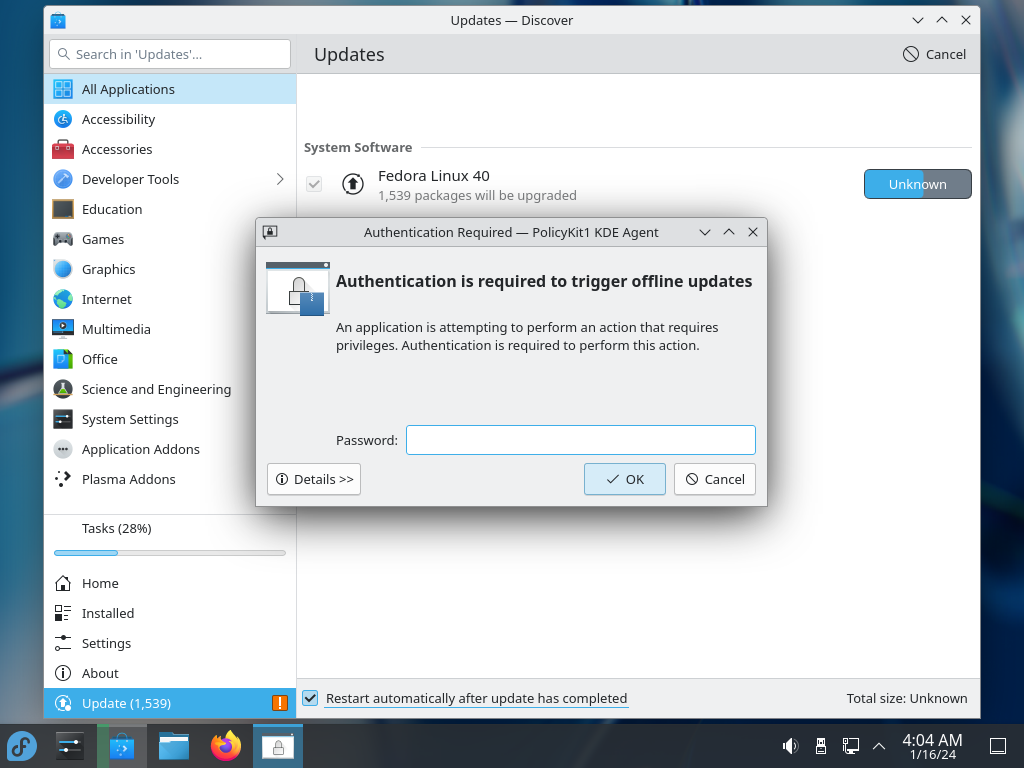 Updates — Discover
Search in 'Updates'...
Updates
Cancel
All Applications
Accessibility
Accessories
Developer Tools
Education
Games
Graphics
Internet
Multimedia
Office
Science and Engineering
System Settings
Application Addons
Plasma Addons
Tasks (28%)
Home
Installed
Settings
About
Update (1,539)
System Software
Fedora Linux 40
1,539 packages will be upgraded
Unknown
Authentication Required — PolicyKit1 KDE Agent
Authentication is required to trigger offline updates
An application is attempting to perform an action that requires
privileges. Authentication is required to perform this action.
Password:
Details >>
OK
Cancel
Restart automatically after update has completed
Total size: Unknown
4:04 AM
1/16/24